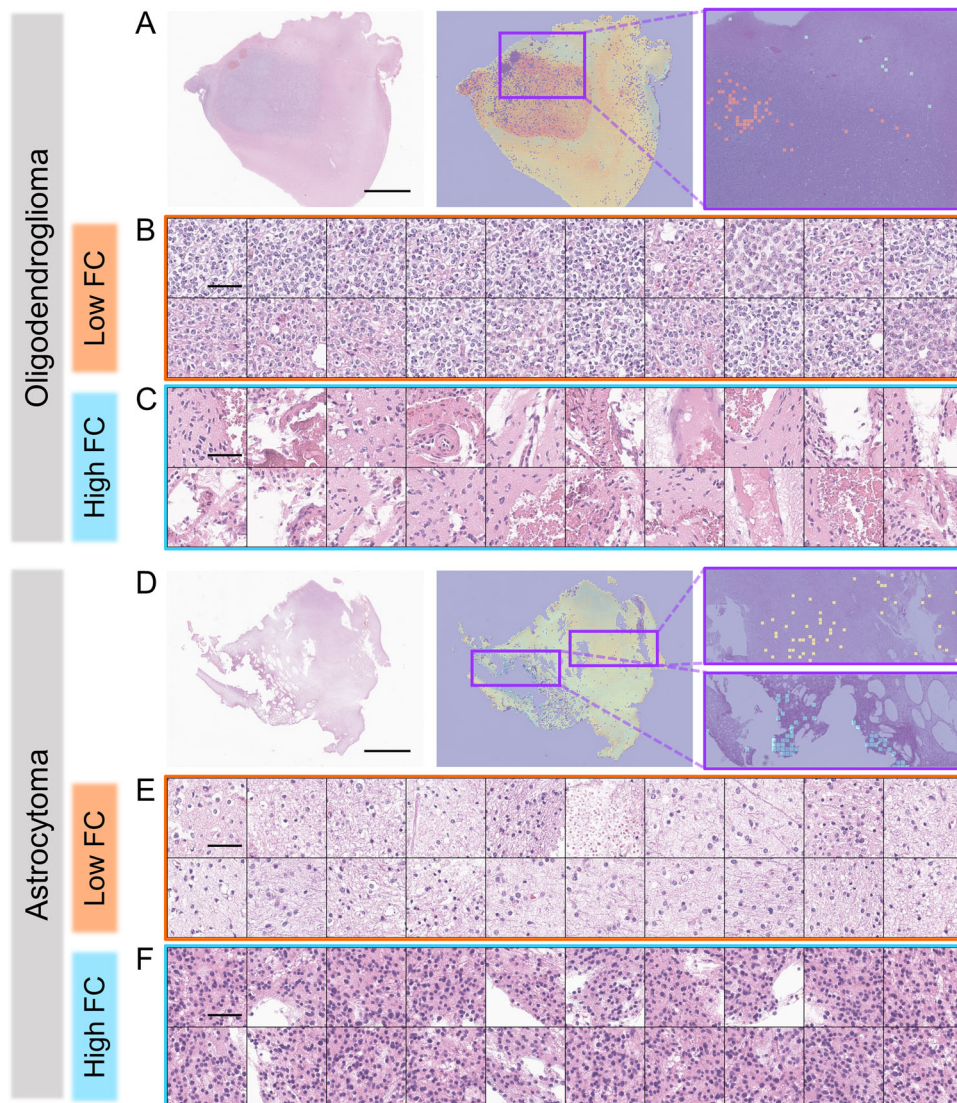 A
Oligodendroglioma
B
Low FC
C
High FC
D
Astrocytoma
E
Low FC
F
High FC